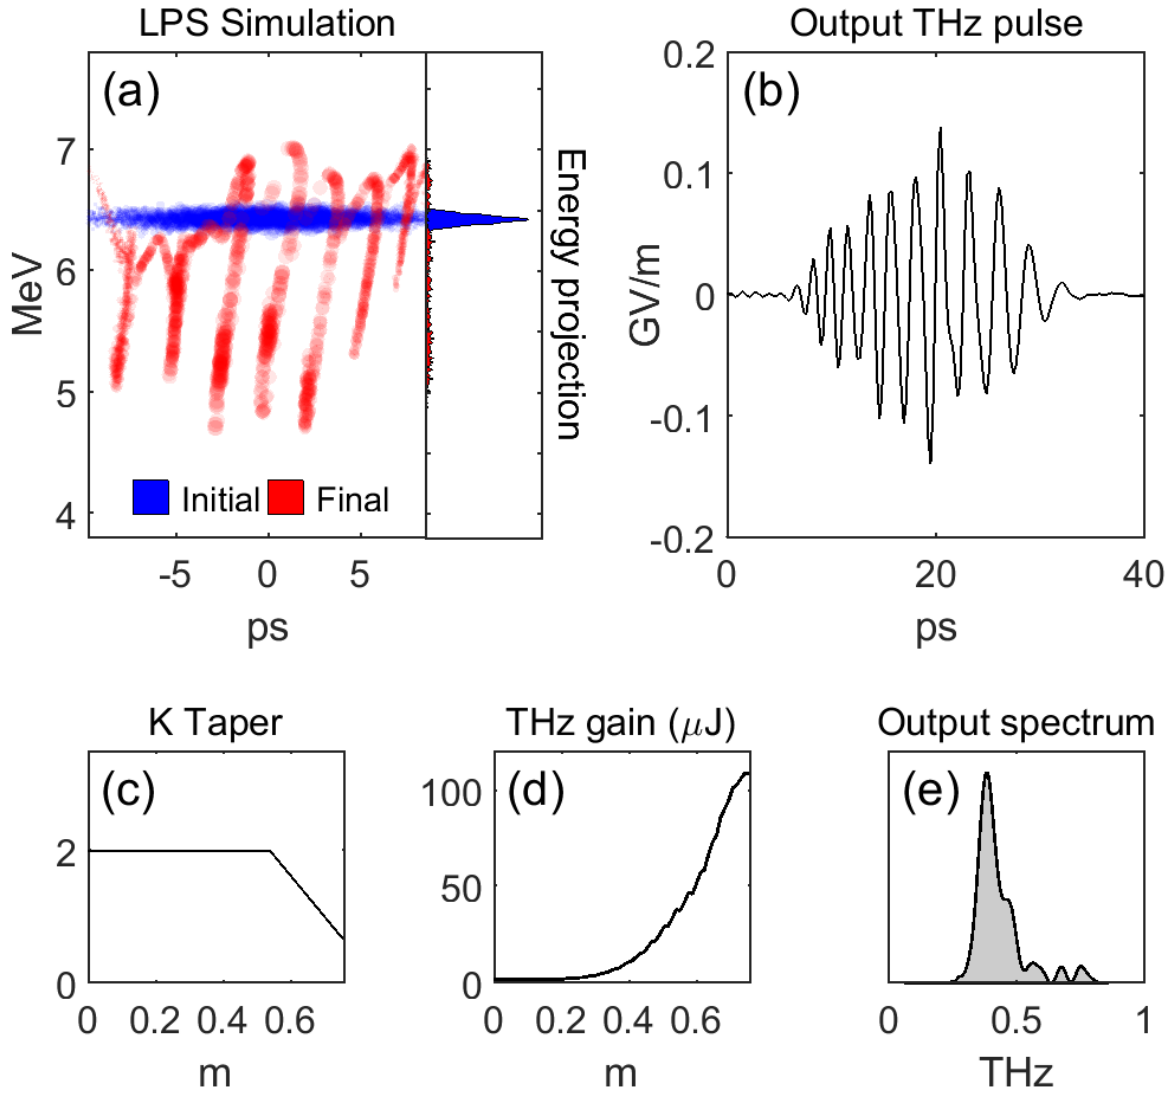 LPS Simulation
(a)
7
6
5
4
MeV
Initial
Final
-5 0 5
ps
Energy projection
Output THz pulse
(b)
0.2
0.1
0
-0.1
-0.2
GV/m
0 20 40
ps
K Taper
(c)
2
0
0 0.2 0.4 0.6
m
THz gain (μJ)
(d)
100
50
0
0 0.2 0.4 0.6
m
Output spectrum
(e)
0 0.5 1
THz